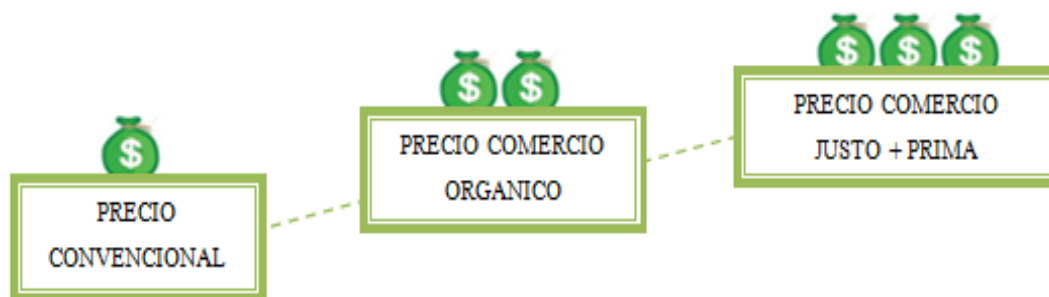 $
PRECIO
CONVENCIONAL
$ $
PRECIO COMERCIO
ORGANICO
$ $ $
PRECIO COMERCIO
JUSTO + PRIMA